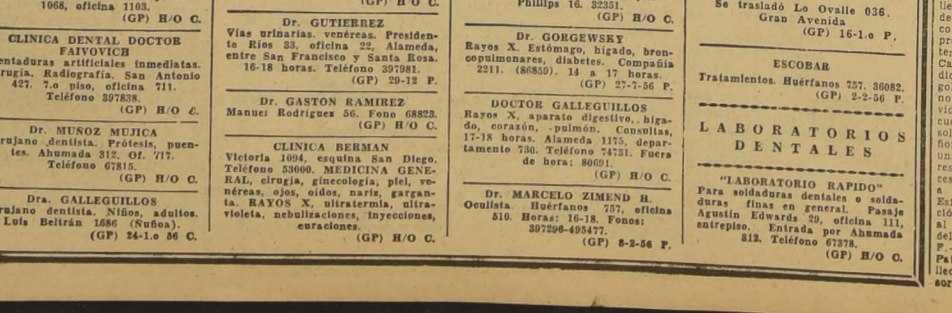 1068, oficina 1103.
(GP) H/O C.
CLINICA DENTAL DOCTOR
FAIVOVICH
entaduras artificiales inmediatas.
rugía, Radiografía. San Antonio
427. 7.o piso, oficina 711.
Teléfono 397838.
(GP) H/O C.
Dr. MUÑOZ MUJICA
rujano dentista. Prótesis, puen-
tes. Ahumada 312. Of. 717.
Teléfono 67815.
(GP) H/O C.
Dra. GALLEGUILLOS
rujano dentista. Niños, adultos.
Luis Beltrán 1686 (Ñuñoa).
(GP) 24-1.o 56 C.
(GP) H/O C.
Dr. GUTIERREZ
Vías urinarias. venéreas. Presiden-
te Ríos 33, oficina 22, Alameda,
entre San Francisco y Santa Rosa.
16-18 horas. Teléfono 397981.
(GP) 29-12 P.
Dr. GASTON RAMIREZ
Manuel Rodríguez 56. Fono 68823.
(GP) H/O C.
CLINICA BERMAN
Victoria 1094, esquina San Diego.
Teléfono 53000. MEDICINA GENE-
RAL, cirugía, ginecología, piel, ve-
néreas, ojos, oídos, nariz, gargan-
ta. RAYOS X, ultratermia, ultra-
violeta, nebulizaciones, inyecciones,
curaciones.
(GP) H/O C.
Phillips 16. 32351.
(GP) H/O C.
Dr. GORGEWSKY
Rayos X. Estómago, hígado, bron-
copulmonares, diabetes. Compañía
2211. (86859). 14 a 17 horas.
(GP) 27-7-56 P.
DOCTOR GALLEGUILLOS
Rayos X, aparato digestivo, híga-
do, corazón, pulmón. Consultas,
17-18 horas. Alameda 1175, depar-
tamento 730. Teléfono 74731. Fuera
de hora: 80691.
(GP) H/O C.
Dr. MARCELO ZIMEND H.
Oculista. Huérfanos 757, oficina
510. Horas: 16-18. Fonos:
397296-495477.
(GP) 8-2-56 P.
Se trasladó Lo Ovalle 036.
Gran Avenida
(GP) 16-1.o P.
ESCOBAR
Tratamientos. Huérfanos 757. 36082.
(GP) 2-2-56 P.
LABORATORIOS
DENTALES
"LABORATORIO RAPIDO"
Para soldaduras dentales o solda-
duras finas en general. Pasaje
Agustín Edwards 29, oficina 111,
entrepiso. Entrada por Ahumada
312. Teléfono 67378.
(GP) H/O C.